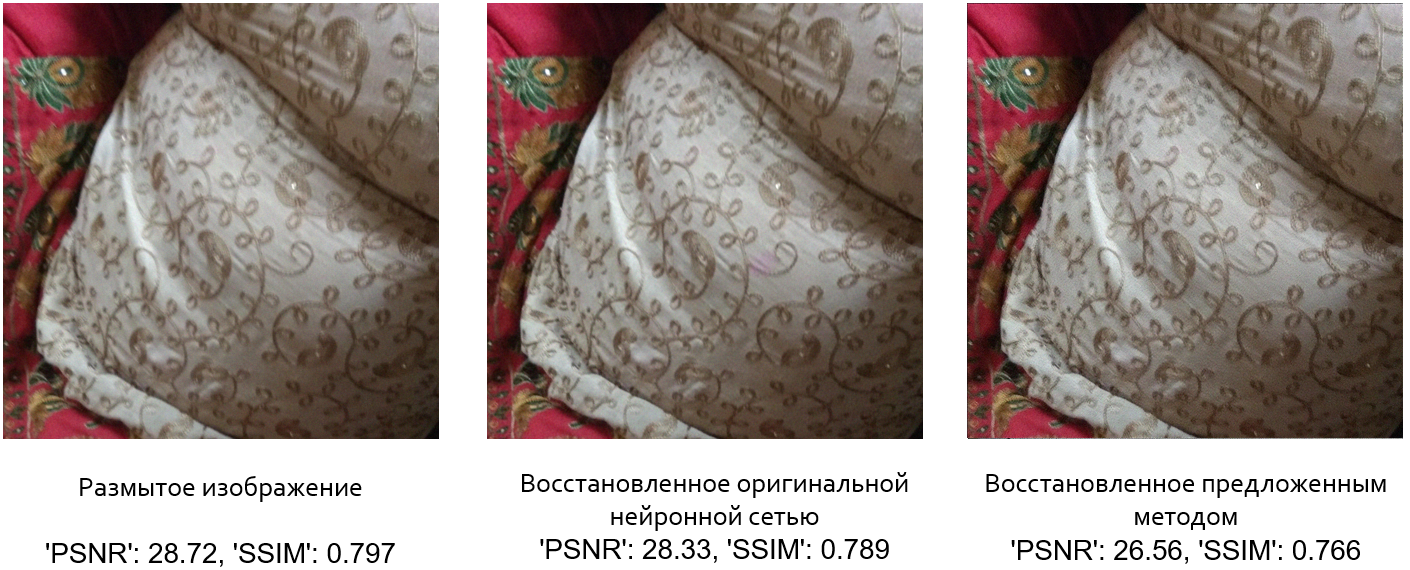 Размытое изображение
'PSNR': 28.72, 'SSIM': 0.797
Восстановленное оригинальной
нейронной сетью
'PSNR': 28.33, 'SSIM': 0.789
Восстановленное предложенным
методом
'PSNR': 26.56, 'SSIM': 0.766